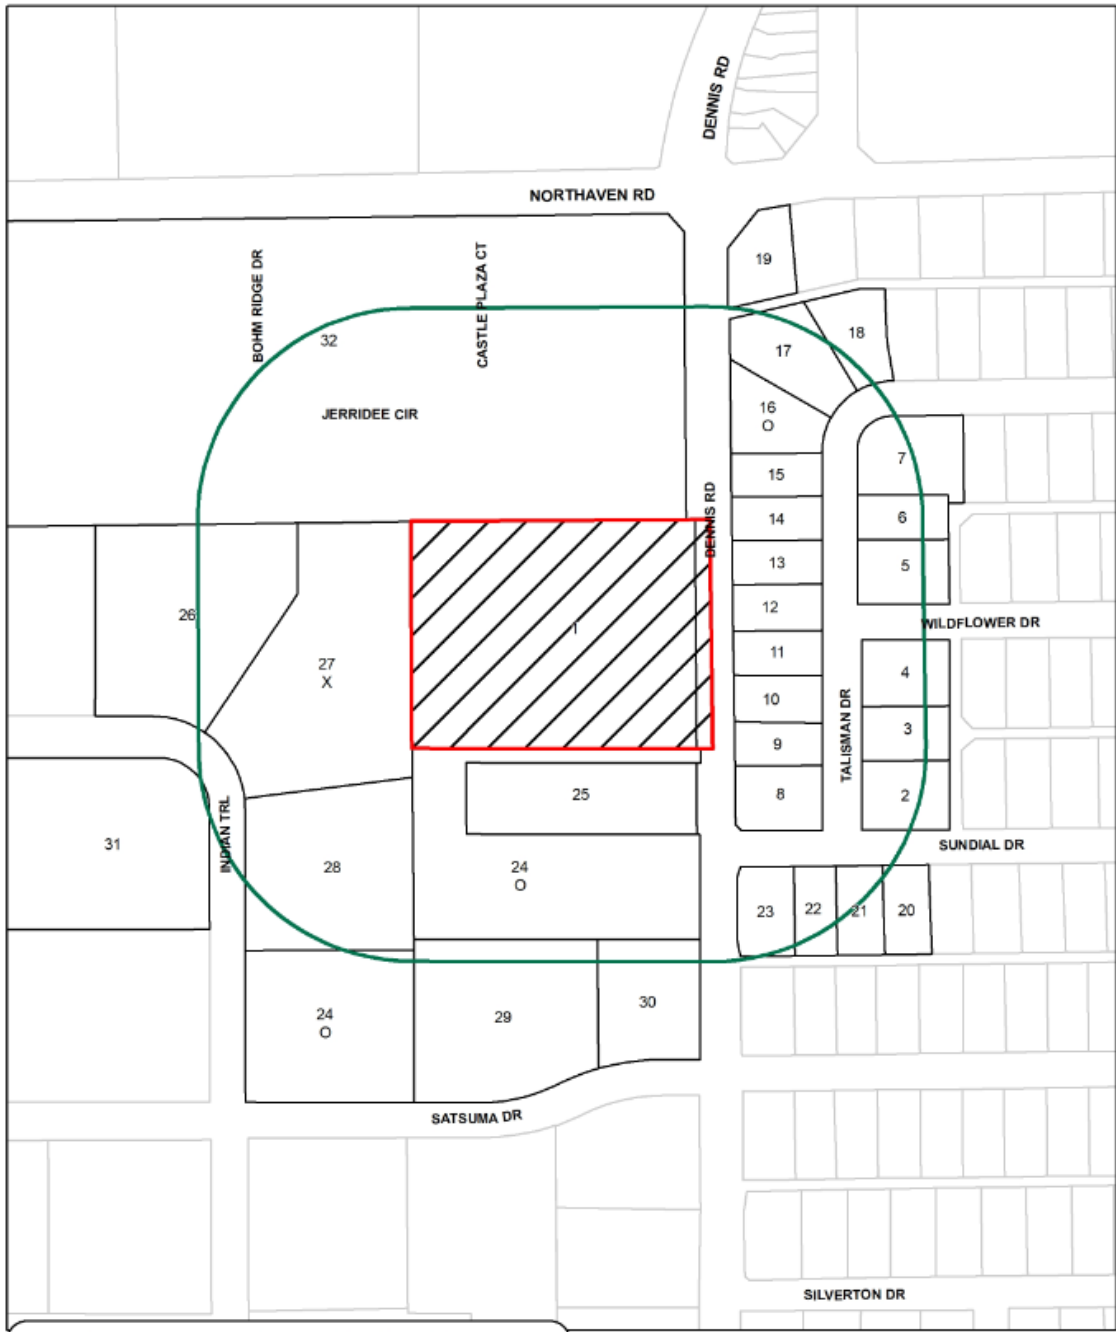 DENNIS RD
NORTHAVEN RD
19
BOHM RIDGE DR
CASTLE PLAZA CT
32
18
17
JERRIDEE CIR
16
O
7
15
DENNIS RD
14
6
13
5
26
12
1
WILDFLOWER DR
27
X
11
4
10
TALISMAN DR
3
9
25
8
2
INDIAN TRL
31
SUNDIAL DR
28
24
O
23
22
21
20
24
O
29
30
SATSUMA DR
SILVERTON DR